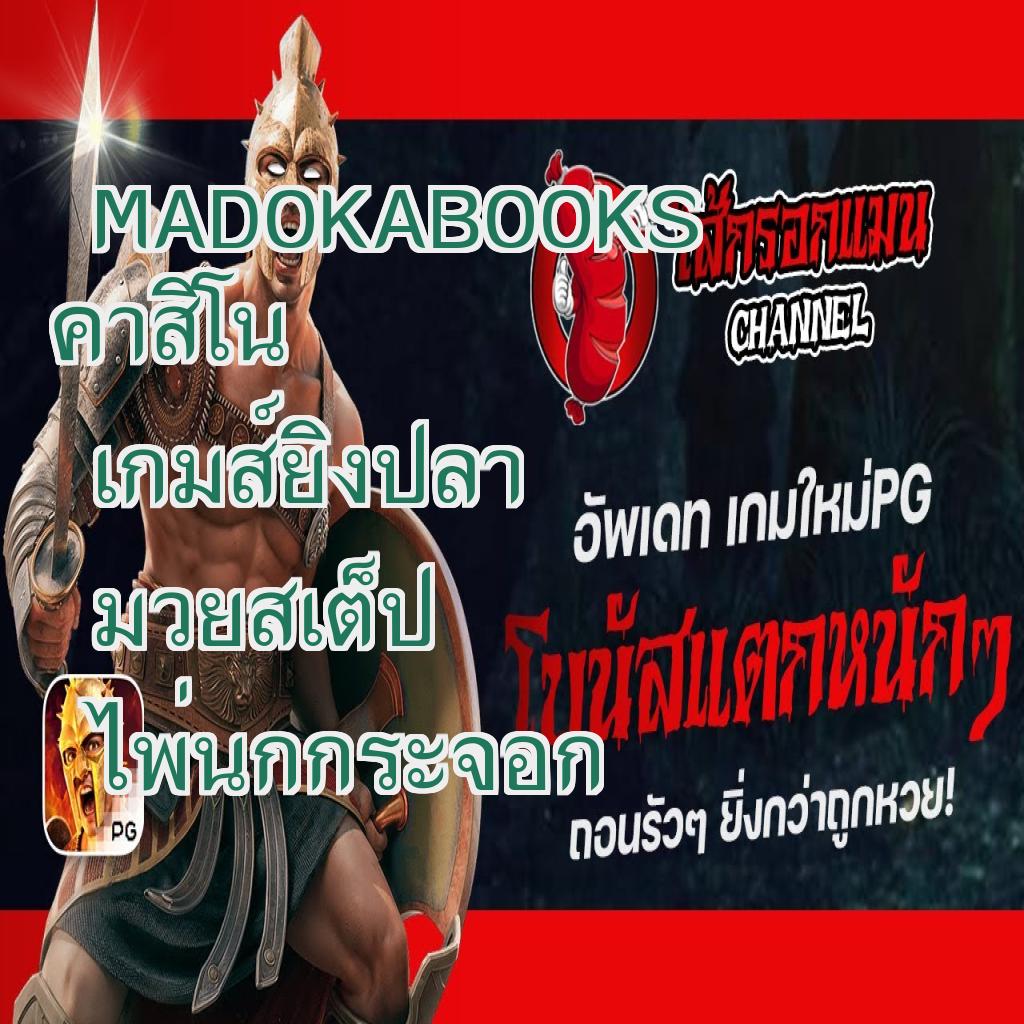 MADOKABOOKS
คาสิโน
เกมส์ยิงปลา
มวยสเต็ป
ไพ่นกกระจอก
ไส้กรอกแมน
CHANNEL
อัพเดท เกมใหม่PG
โบนัสแตกหนักๆ
ถอนรัวๆ ยิ่งกว่าถูกหวย!
PG